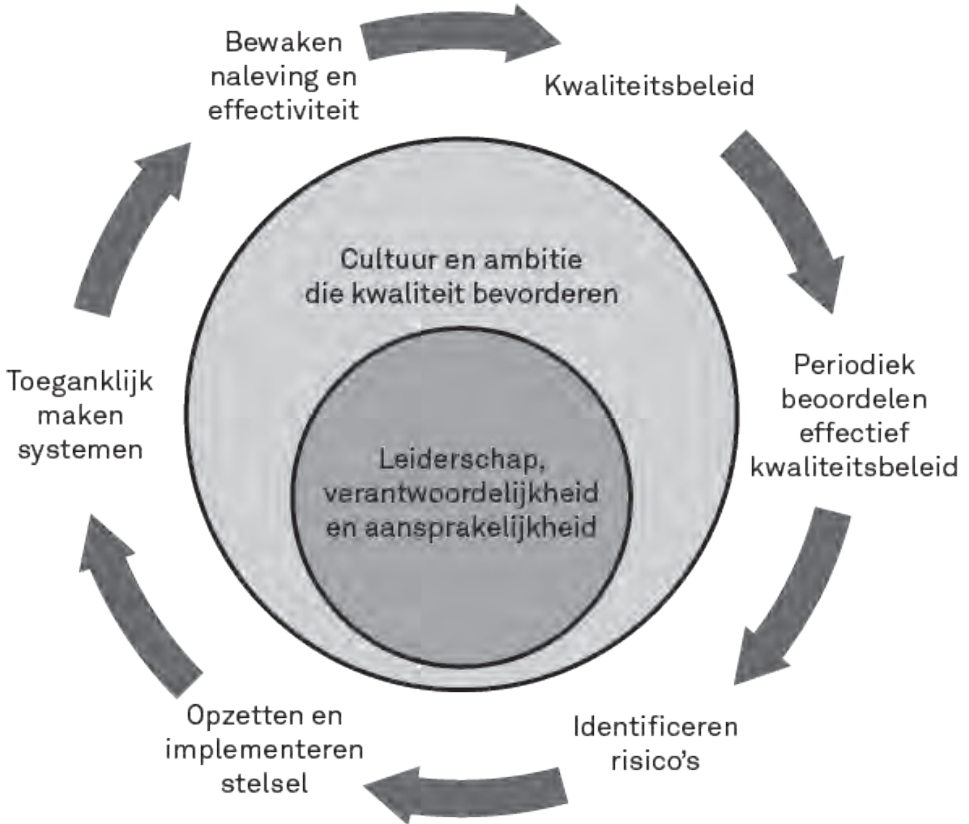 Bewaken
naleving en
effectiviteit
Kwaliteitsbeleid
Periodiek
beoordelen
effectief
kwaliteitsbeleid
Identificeren
risico's
Opzetten en
implementeren
stelsel
Toeganklijk
maken
systemen
Cultuur en ambitie
die kwaliteit bevorderen
Leiderschap,
verantwoordelijkheid
en aansprakelijkheid